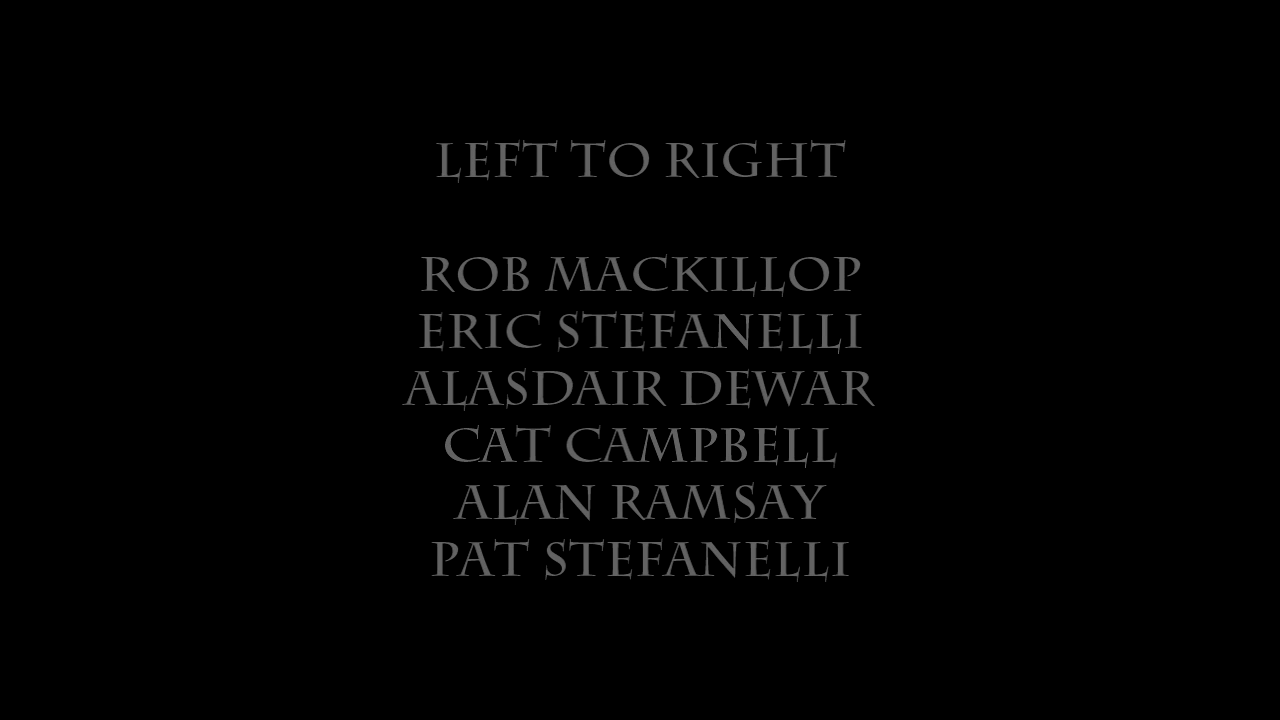 LEFT TO RIGHT
ROB MACKILLOP
ERIC STEFANELLI
ALASDAIR DEWAR
CAT CAMPBELL
ALAN RAMSAY
PAT STEFANELLI